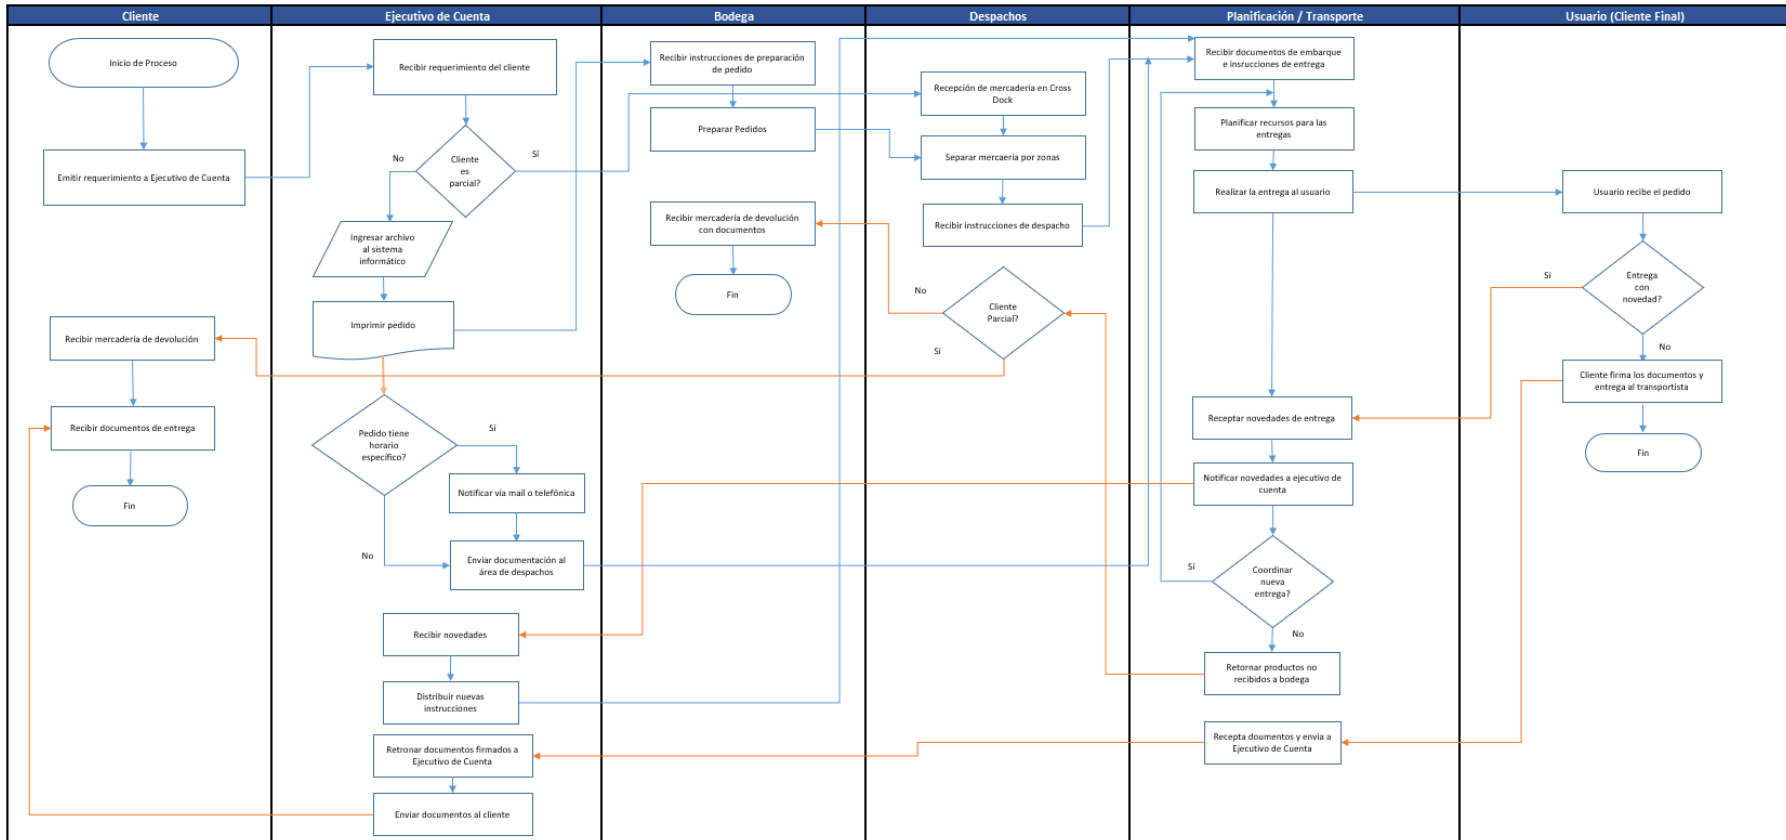 Cliente
Ejecutivo de Cuenta
Bodega
Despachos
Planificación / Transporte
Usuario (Cliente Final)
Inicio de Proceso
Emitir requerimiento a Ejecutivo de Cuenta
Recibir mercadería de devolución
Recibir documentos de entrega
Fin
Recibir requerimiento del cliente
Cliente
es
parcial?
No
Sí
Ingresar archivo
al sistema
informático
Imprimir pedido
Pedido tiene
horario
específico?
Sí
Notificar vía mail o telefónica
No
Enviar documentación al
área de despachos
Recibir novedades
Distribuir nuevas
instrucciones
Retronar documentos firmados a
Ejecutivo de Cuenta
Enviar documentos al cliente
Recibir instrucciones de preparación
de pedido
Preparar Pedidos
Recibir mercadería de devolución
con documentos
Fin
Recepción de mercadería en Cross
Dock
Separar mercaería por zonas
Recibir instrucciones de despacho
No
Cliente
Parcial?
Sí
Recibir documentos de embarque
e insrucciones de entrega
Planificar recursos para las
entregas
Realizar la entrega al usuario
Receptar novedades de entrega
Notificar novedades a ejecutivo de
cuenta
Sí
Coordinar
nueva
entrega?
No
Retornar productos no
recibidos a bodega
Recepta doumentos y envia a
Ejecutivo de Cuenta
Usuario recibe el pedido
Si
Entrega
con
novedad?
No
Cliente firma los documentos y
entrega al transportista
Fin